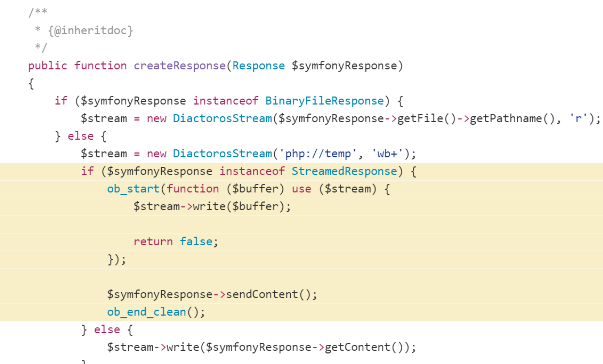 /**
 * {@inheritdoc}
 */
public function createResponse(Response $symfonyResponse)
{
    if ($symfonyResponse instanceof BinaryFileResponse) {
        $stream = new DiactorosStream($symfonyResponse->getFile()->getPathname(), 'r');
    } else {
        $stream = new DiactorosStream('php://temp', 'wb+');
        if ($symfonyResponse instanceof StreamedResponse) {
            ob_start(function ($buffer) use ($stream) {
                $stream->write($buffer);

                return false;
            });

            $symfonyResponse->sendContent();
            ob_end_clean();
        } else {
            $stream->write($symfonyResponse->getContent());